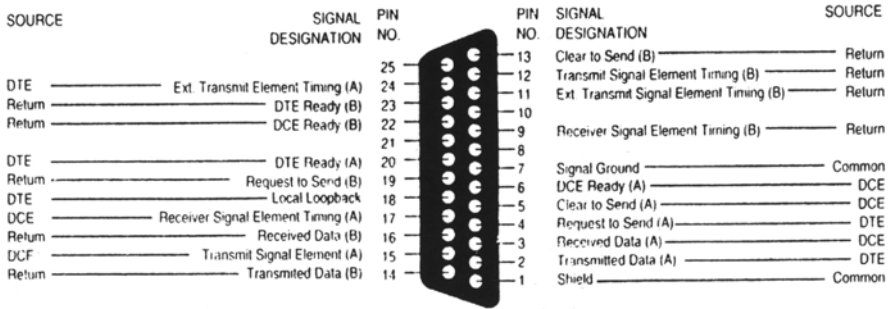 SOURCE SIGNAL DESIGNATION PIN NO.
25
DTE Ext. Transmit Element Timing (A) 24
Return DTE Ready (B) 23
Return DCE Ready (B) 22
21
DTE DTE Ready (A) 20
Return Request to Send (B) 19
DTE Local Loopback 18
DCE Receiver Signal Element Timing (A) 17
Return Received Data (B) 16
DCE Transmit Signal Element (A) 15
Return Transmited Data (B) 14
PIN NO. SIGNAL DESIGNATION SOURCE
13 Clear to Send (B) Return
12 Transmit Signal Element Timing (B) Return
11 Ext. Transmit Signal Element Timing (B) Return
10
9 Receiver Signal Element Timing (B) Return
8
7 Signal Ground Common
6 DCE Ready (A) DCE
5 Clear to Send (A) DCE
4 Request to Send (A) DTE
3 Received Data (A) DCE
2 Transmitted Data (A) DTE
1 Shield Common